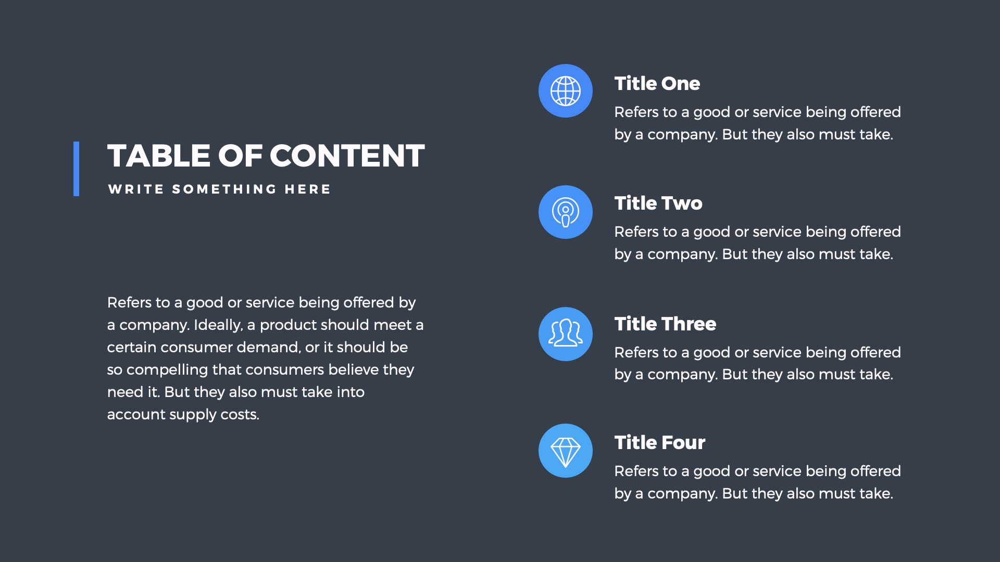 TABLE OF CONTENT
WRITE SOMETHING HERE
Refers to a good or service being offered by
a company. Ideally, a product should meet a
certain consumer demand, or it should be
so compelling that consumers believe they
need it. But they also must take into
account supply costs.
Title One
Refers to a good or service being offered
by a company. But they also must take.
Title Two
Refers to a good or service being offered
by a company. But they also must take.
Title Three
Refers to a good or service being offered
by a company. But they also must take.
Title Four
Refers to a good or service being offered
by a company. But they also must take.